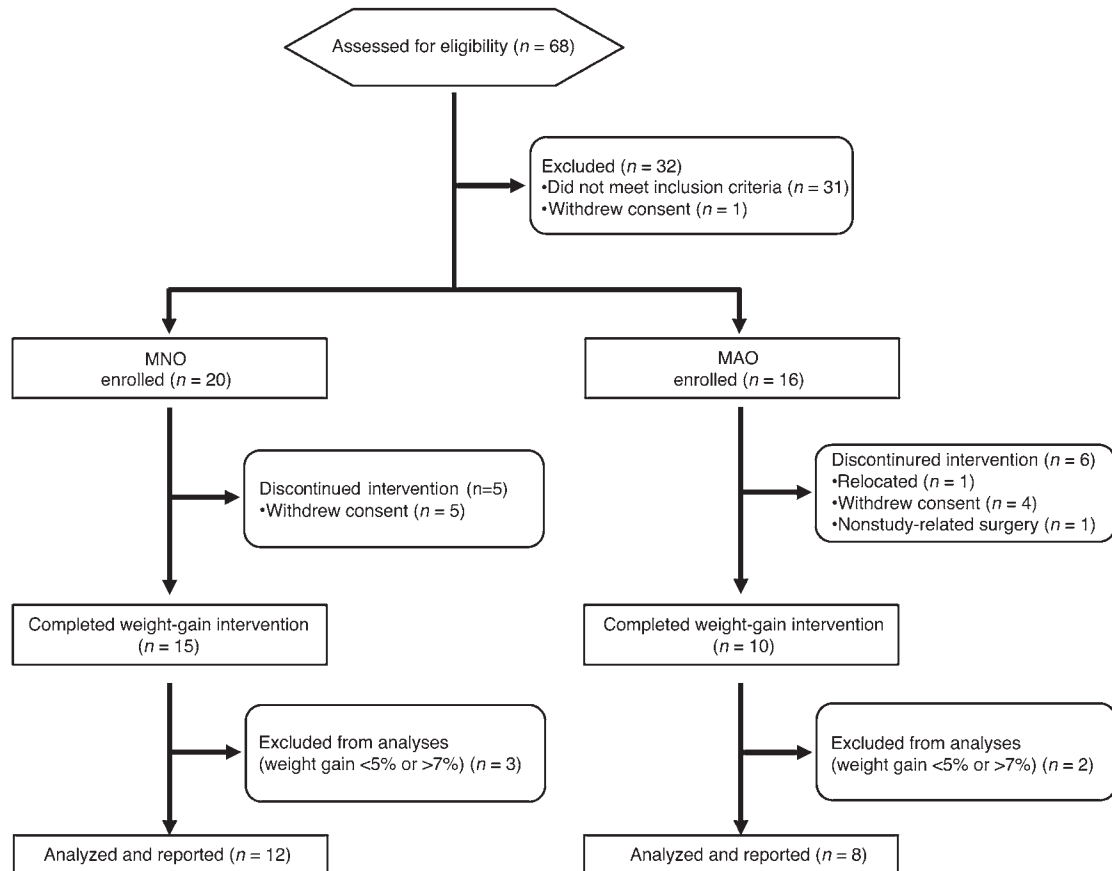 Assessed for eligibility (n = 68)
Excluded (n = 32)
•Did not meet inclusion criteria (n = 31)
•Withdrew consent (n = 1)
MNO
enrolled (n = 20)
MAO
enrolled (n = 16)
Discontinued intervention (n=5)
•Withdrew consent (n = 5)
Discontinured intervention (n = 6)
•Relocated (n = 1)
•Withdrew consent (n = 4)
•Nonstudy-related surgery (n = 1)
Completed weight-gain intervention
(n = 15)
Completed weight-gain intervention
(n = 10)
Excluded from analyses
(weight gain <5% or >7%) (n = 3)
Excluded from analyses
(weight gain <5% or >7%) (n = 2)
Analyzed and reported (n = 12)
Analyzed and reported (n = 8)